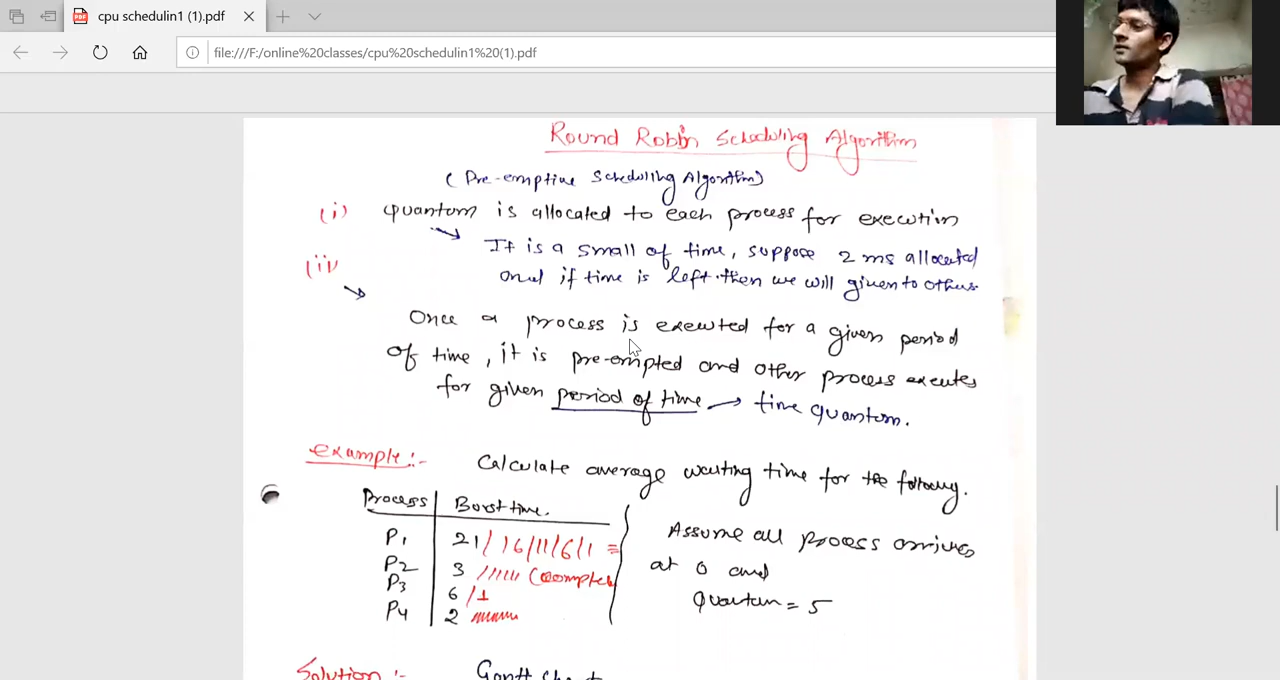 cpu schedulin1 (1).pdf
file:///F:/online%20classes/cpu%20schedulin1%20(1).pdf
Round Robin Scheduling Algorithm
(Pre-emptive Scheduling Algorithm)
(i) Quantum is allocated to each process for execution
It is a small of time, suppose 2 ms allocated
and if time is left then we will given to others
(ii)
Once a process is executed for a given period
of time, it is pre-empted and other process executes
for given period of time → time quantum.
example:- Calculate average waiting time for the following.
Process Burst time.
P1 21/16/11/6/1 =
P2 3 (complete
P3 6/1
P4 2
Assume all process arrives
at 0 and
Quantum = 5
Solution:- Gantt Chart